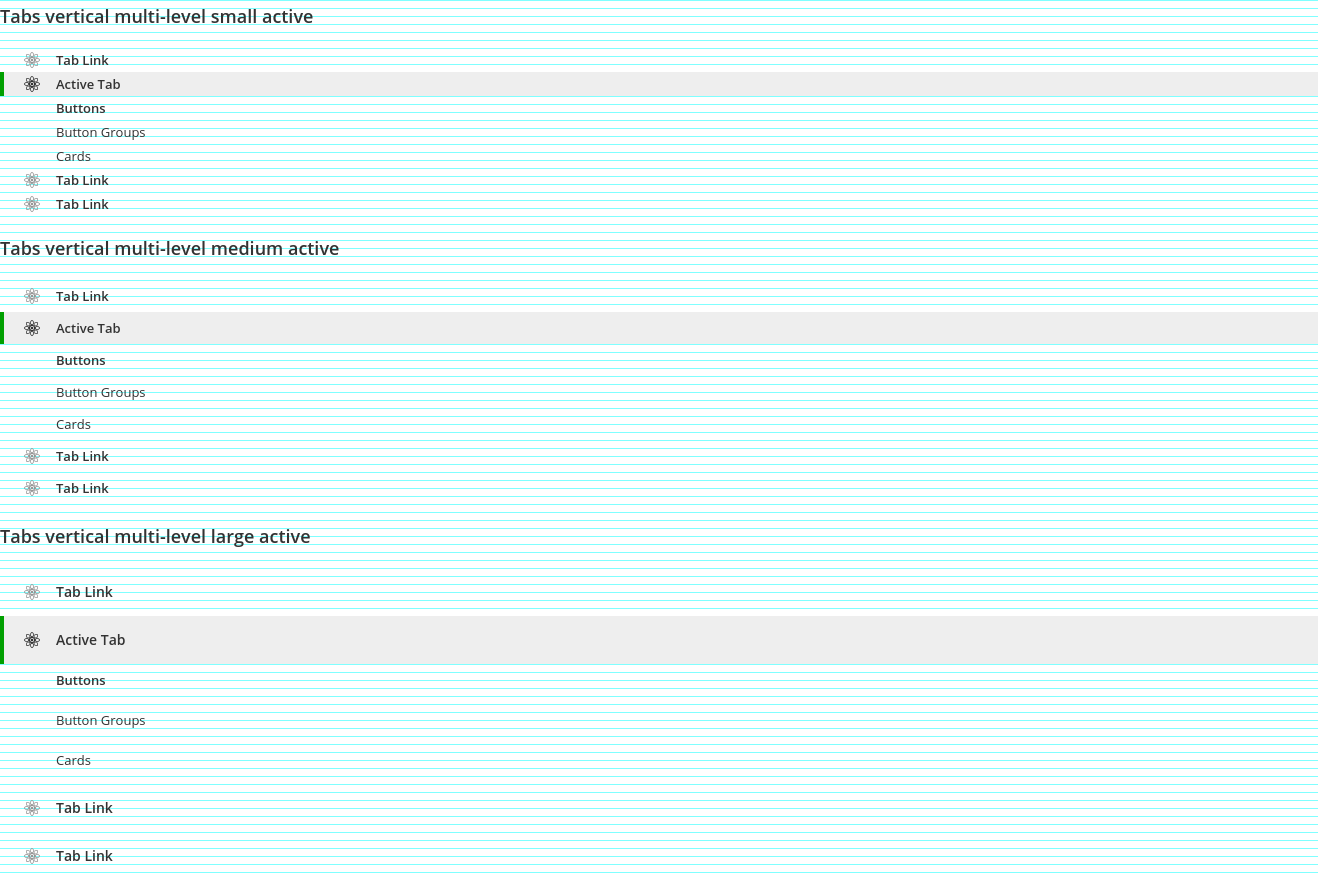 Tabs vertical multi-level small active
Tab Link
Active Tab
Buttons
Button Groups
Cards
Tab Link
Tab Link
Tabs vertical multi-level medium active
Tab Link
Active Tab
Buttons
Button Groups
Cards
Tab Link
Tab Link
Tabs vertical multi-level large active
Tab Link
Active Tab
Buttons
Button Groups
Cards
Tab Link
Tab Link